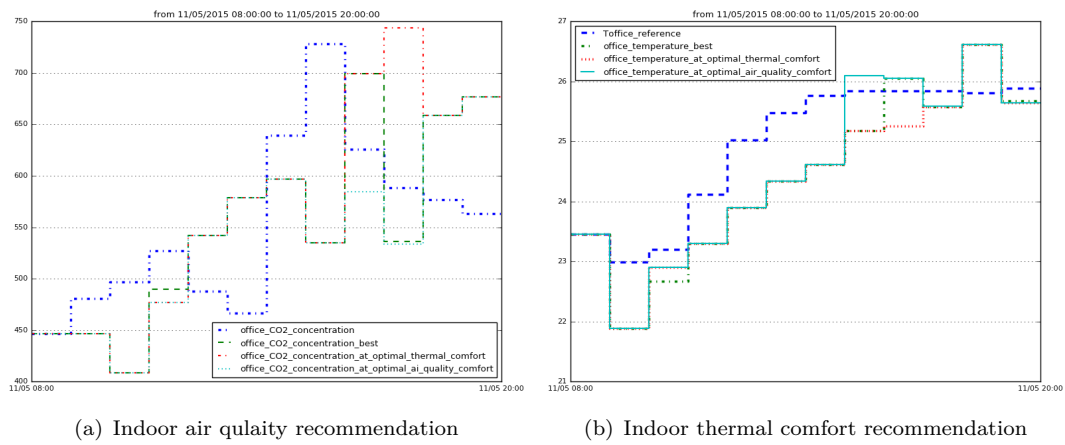 from 11/05/2015 08:00:00 to 11/05/2015 20:00:00
750
700
650
600
550
500
450
400
11/05 08:00
11/05 20:00
office_CO2_concentration
office_CO2_concentration_best
office_CO2_concentration_at_optimal_thermal_comfort
office_CO2_concentration_at_optimal_ai_quality_comfort
(a) Indoor air qulaity recommendation
from 11/05/2015 08:00:00 to 11/05/2015 20:00:00
27
26
25
24
23
22
21
11/05 08:00
11/05 20:00
Toffice_reference
office_temperature_best
office_temperature_at_optimal_thermal_comfort
office_temperature_at_optimal_air_quality_comfort
(b) Indoor thermal comfort recommendation